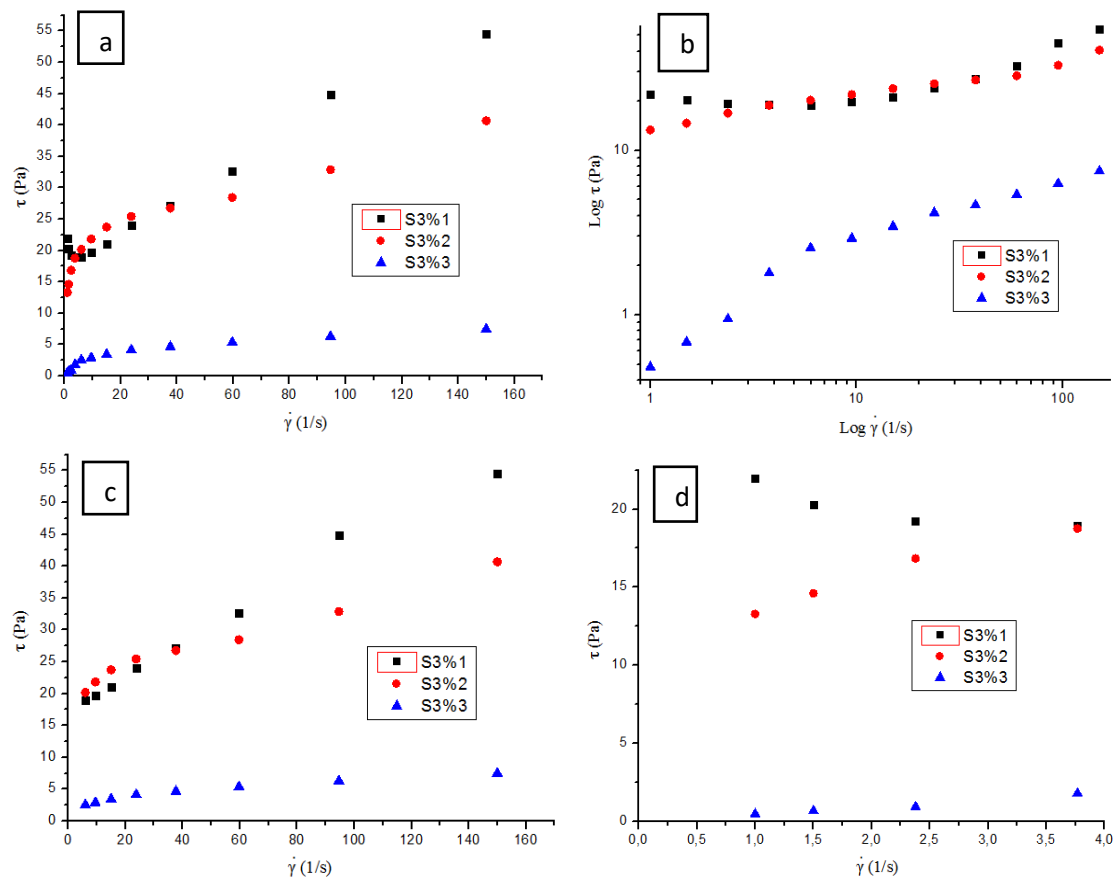 a
55
50
45
40
35
30
25
20
15
10
5
0
τ (Pa)
0 20 40 60 80 100 120 140 160
γ̇ (1/s)
S3%1
S3%2
S3%3
b
10
1
Log τ (Pa)
1 10 100
Log γ̇ (1/s)
S3%1
S3%2
S3%3
c
55
50
45
40
35
30
25
20
15
10
5
0
τ (Pa)
0 20 40 60 80 100 120 140 160
γ̇ (1/s)
S3%1
S3%2
S3%3
d
20
15
10
5
0
τ (Pa)
0,0 0,5 1,0 1,5 2,0 2,5 3,0 3,5 4,0
γ̇ (1/s)
S3%1
S3%2
S3%3